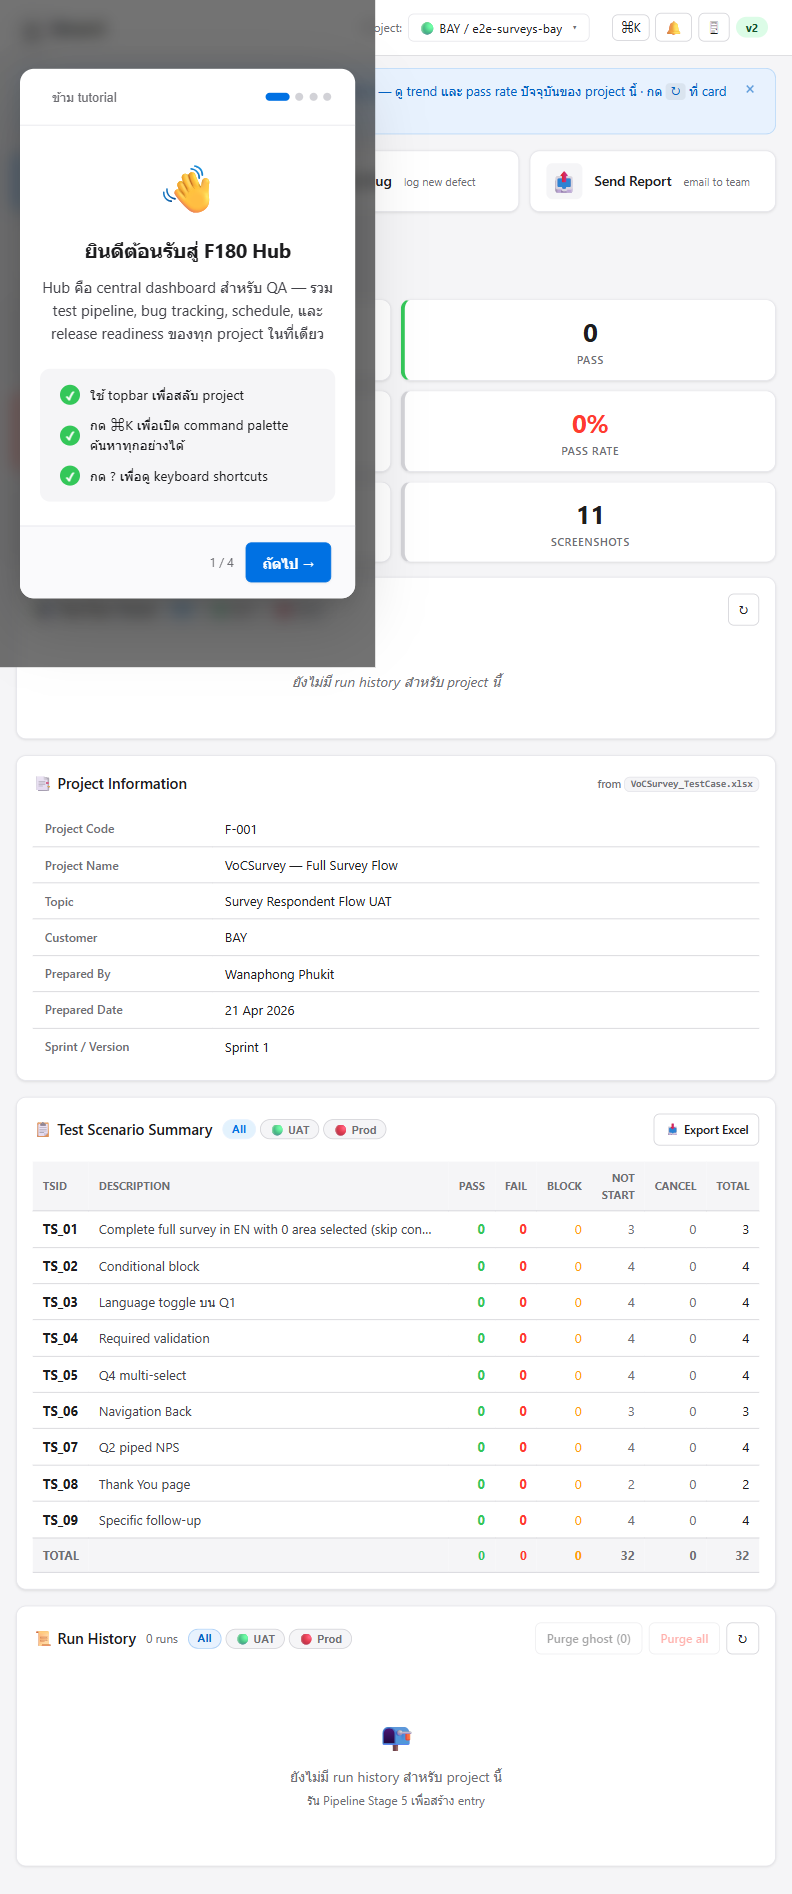 oject:
BAY / e2e-surveys-bay
⌘K
v2
— ดู trend และ pass rate ปัจจุบันของ project นี้ · กด ↻ ที่ card
×
ug log new defect
Send Report email to team
ข้าม tutorial
ยินดีต้อนรับสู่ F180 Hub
Hub คือ central dashboard สำหรับ QA — รวม
test pipeline, bug tracking, schedule, และ
release readiness ของทุก project ในที่เดียว
ใช้ topbar เพื่อสลับ project
กด ⌘K เพื่อเปิด command palette
ค้นหาทุกอย่างได้
กด ? เพื่อดู keyboard shortcuts
1 / 4
ถัดไป →
0
PASS
0%
PASS RATE
11
SCREENSHOTS
↻
ยังไม่มี run history สำหรับ project นี้
Project Information
from VoCSurvey_TestCase.xlsx
Project Code F-001
Project Name VoCSurvey — Full Survey Flow
Topic Survey Respondent Flow UAT
Customer BAY
Prepared By Wanaphong Phukit
Prepared Date 21 Apr 2026
Sprint / Version Sprint 1
Test Scenario Summary All UAT Prod
Export Excel
TSID DESCRIPTION PASS FAIL BLOCK NOT START CANCEL TOTAL
TS_01 Complete full survey in EN with 0 area selected (skip con... 0 0 0 3 0 3
TS_02 Conditional block 0 0 0 4 0 4
TS_03 Language toggle บน Q1 0 0 0 4 0 4
TS_04 Required validation 0 0 0 4 0 4
TS_05 Q4 multi-select 0 0 0 4 0 4
TS_06 Navigation Back 0 0 0 3 0 3
TS_07 Q2 piped NPS 0 0 0 4 0 4
TS_08 Thank You page 0 0 0 2 0 2
TS_09 Specific follow-up 0 0 0 4 0 4
TOTAL 0 0 0 32 0 32
Run History 0 runs All UAT Prod
Purge ghost (0) Purge all ↻
ยังไม่มี run history สำหรับ project นี้
รัน Pipeline Stage 5 เพื่อสร้าง entry